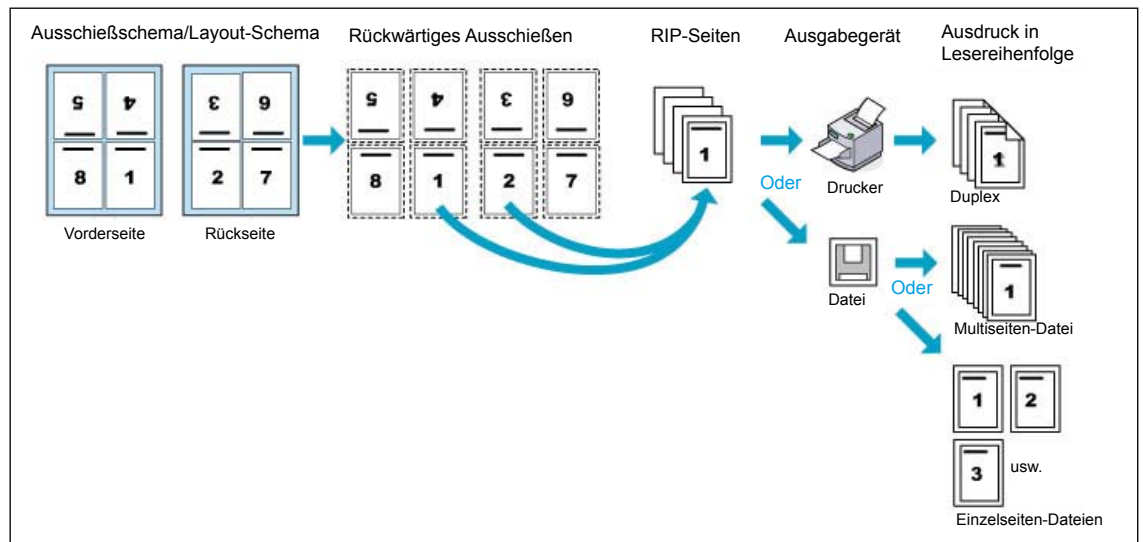 Ausschießschema/Layout-Schema
Rückwärtiges Ausschießen
RIP-Seiten
Ausgabegerät
Ausdruck in
Lesereihenfolge
5 4
8 1
Vorderseite
3 6
2 7
Rückseite
5 4 3 6
8 1 2 7
1
Oder
Drucker
1
Duplex
Datei
Oder
1
Multiseiten-Datei
1 2
3 usw.
Einzelseiten-Dateien